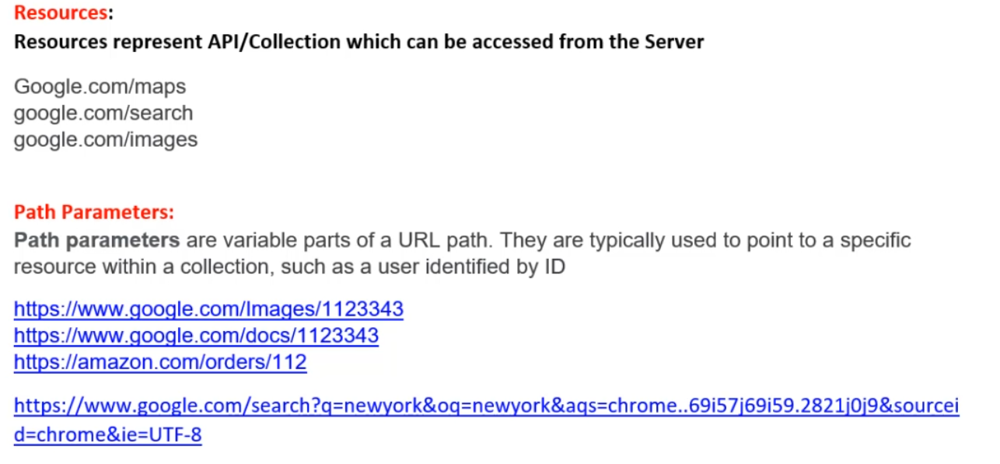 Resources:
Resources represent API/Collection which can be accessed from the Server
Google.com/maps
google.com/search
google.com/images
Path Parameters:
Path parameters are variable parts of a URL path. They are typically used to point to a specific
resource within a collection, such as a user identified by ID
https://www.google.com/Images/1123343
https://www.google.com/docs/1123343
https://amazon.com/orders/112
https://www.google.com/search?q=newyork&oq=newyork&aqs=chrome..69i57j69i59.2821j0j9&sourcei
d=chrome&ie=UTF-8